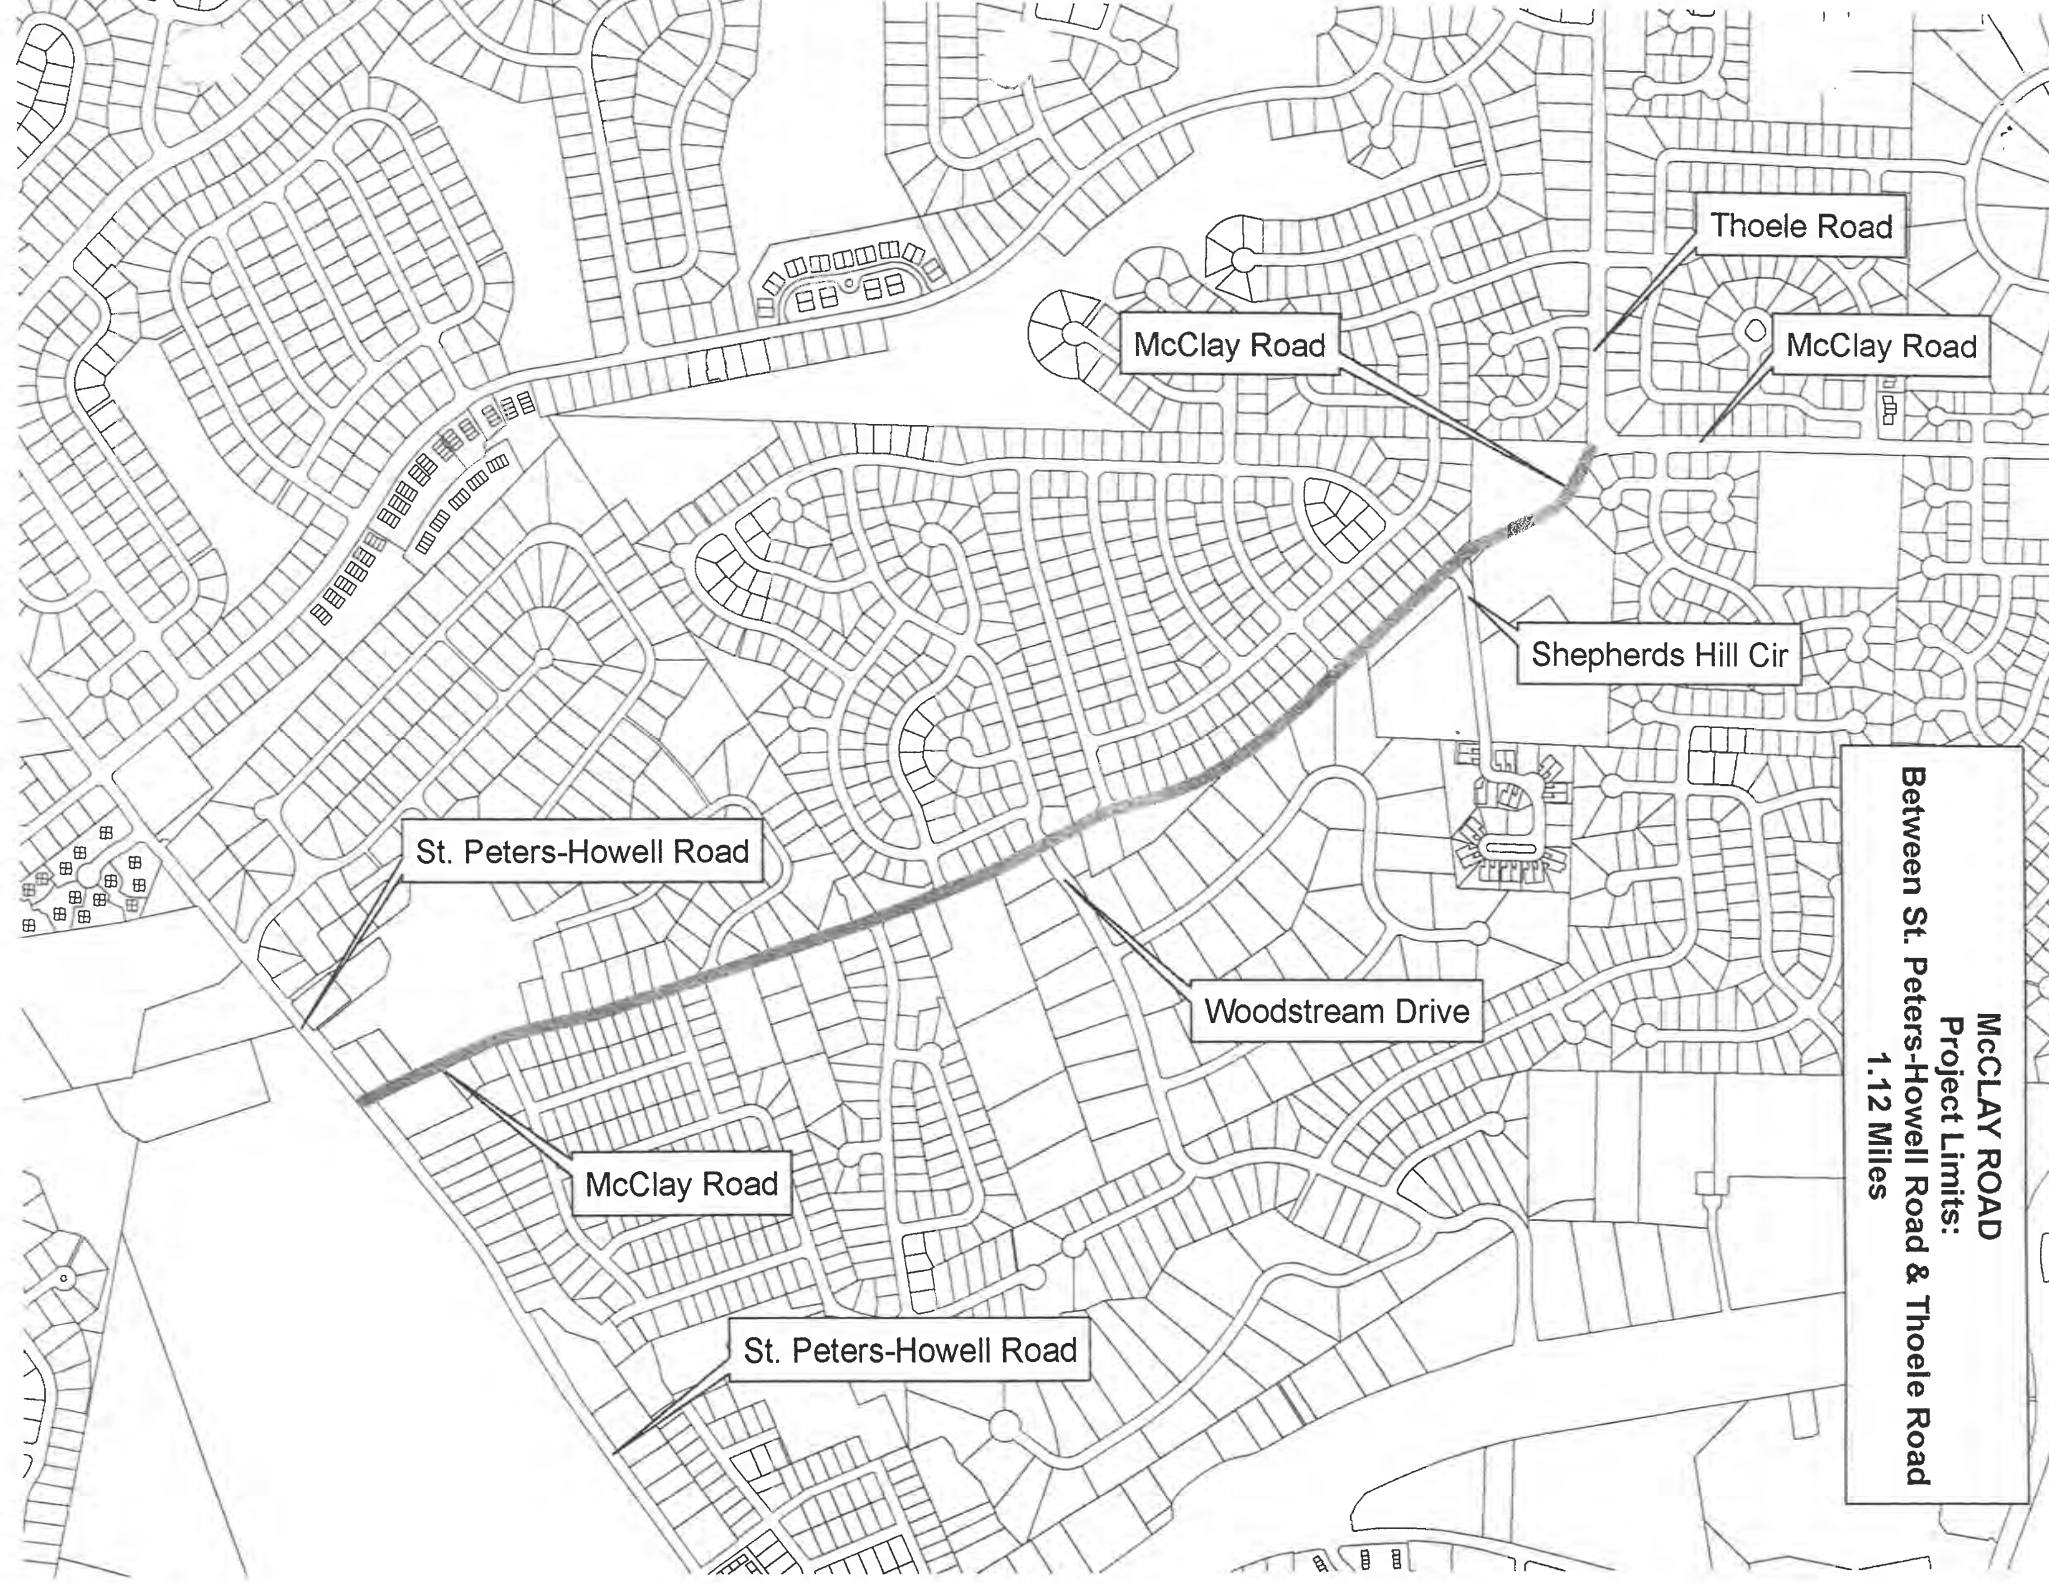 Thoele Road
McClay Road
McClay Road
Shepherds Hill Cir
St. Peters-Howell Road
Woodstream Drive
McClay Road
St. Peters-Howell Road
McCLAY ROAD
Project Limits:
Between St. Peters-Howell Road & Thoele Road
1.12 Miles